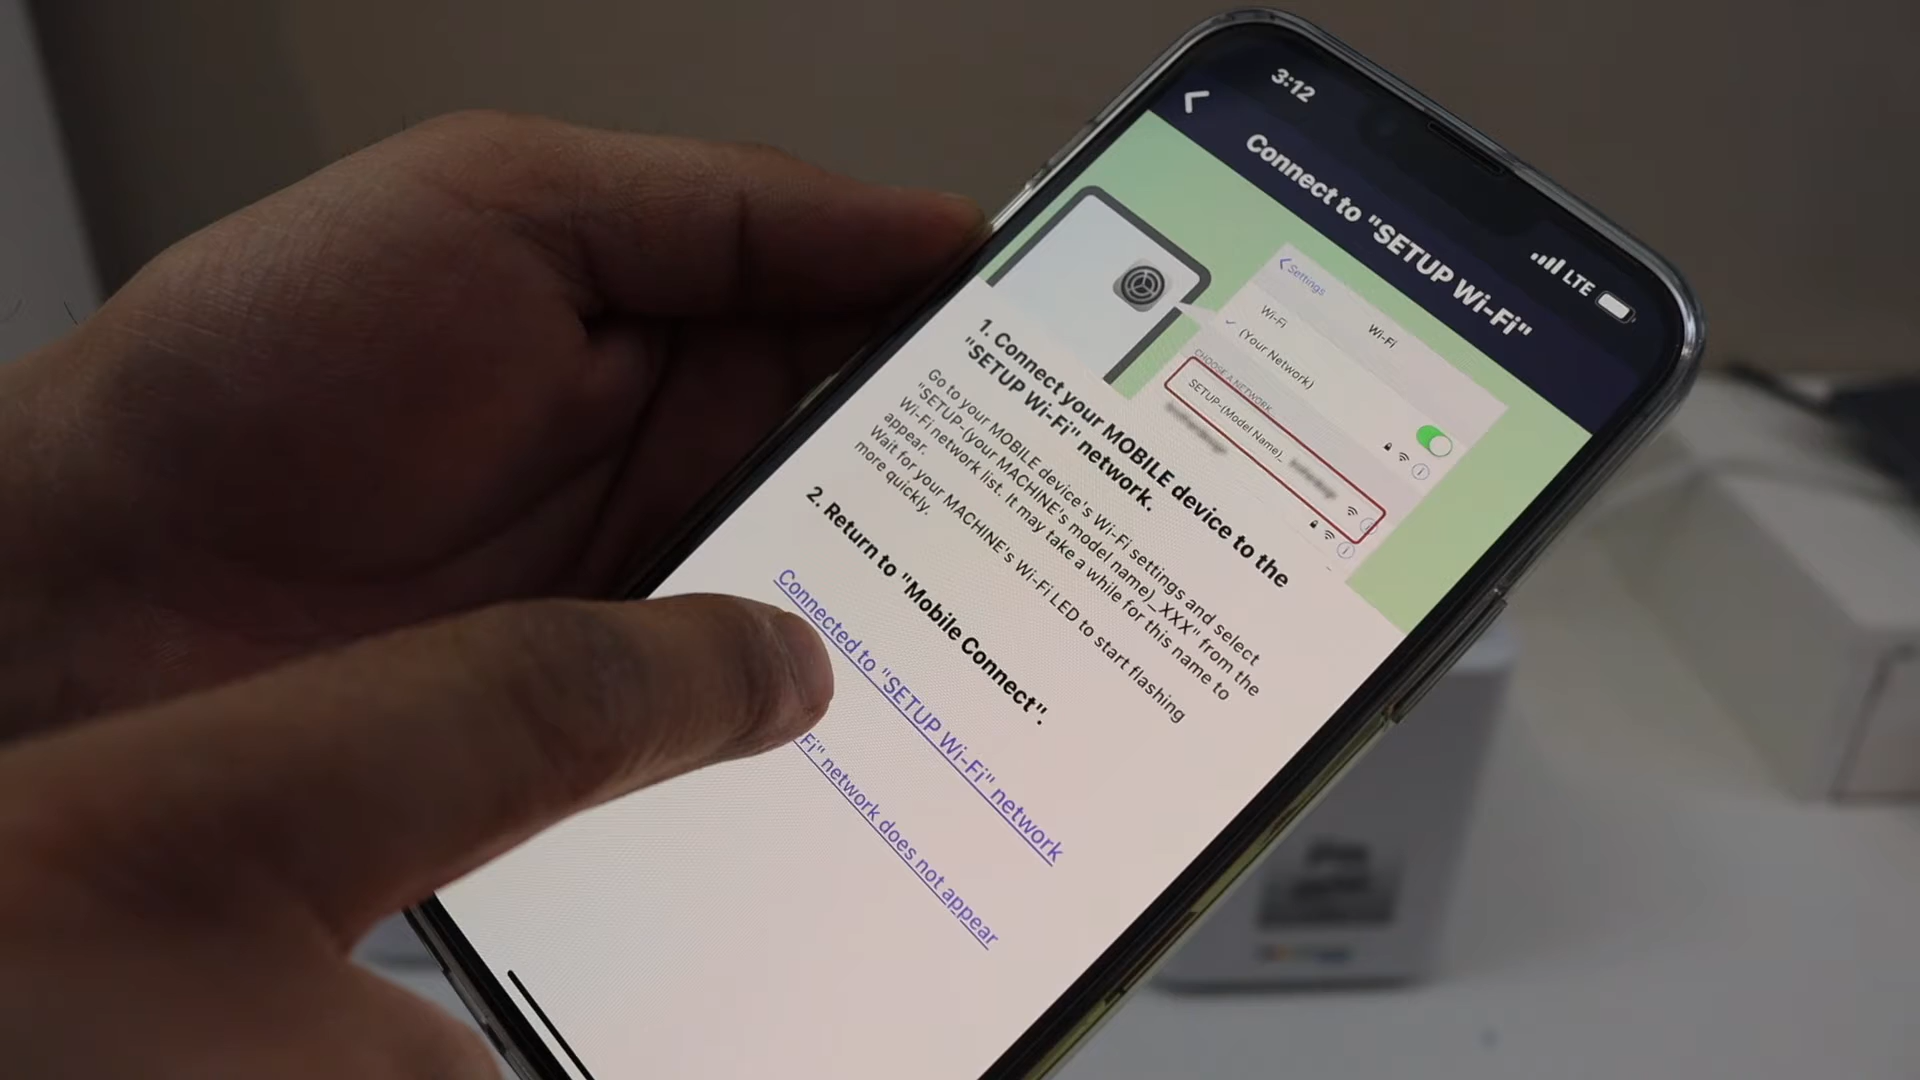 3:12
LTE
Connect to "SETUP Wi-Fi"
Settings
Wi-Fi
Wi-Fi
(Your Network)
CHOOSE A NETWORK
SETUP-(Model Name)_
1. Connect your MOBILE device to the
"SETUP Wi-Fi" network.
Go to your MOBILE device's Wi-Fi settings and select
"SETUP-(your MACHINE's model name)_XXX" from the
Wi-Fi network list. It may take a while for this name to
appear.
Wait for your MACHINE's Wi-Fi LED to start flashing
more quickly.
2. Return to "Mobile Connect".
Connected to "SETUP Wi-Fi" network
Fi" network does not appear